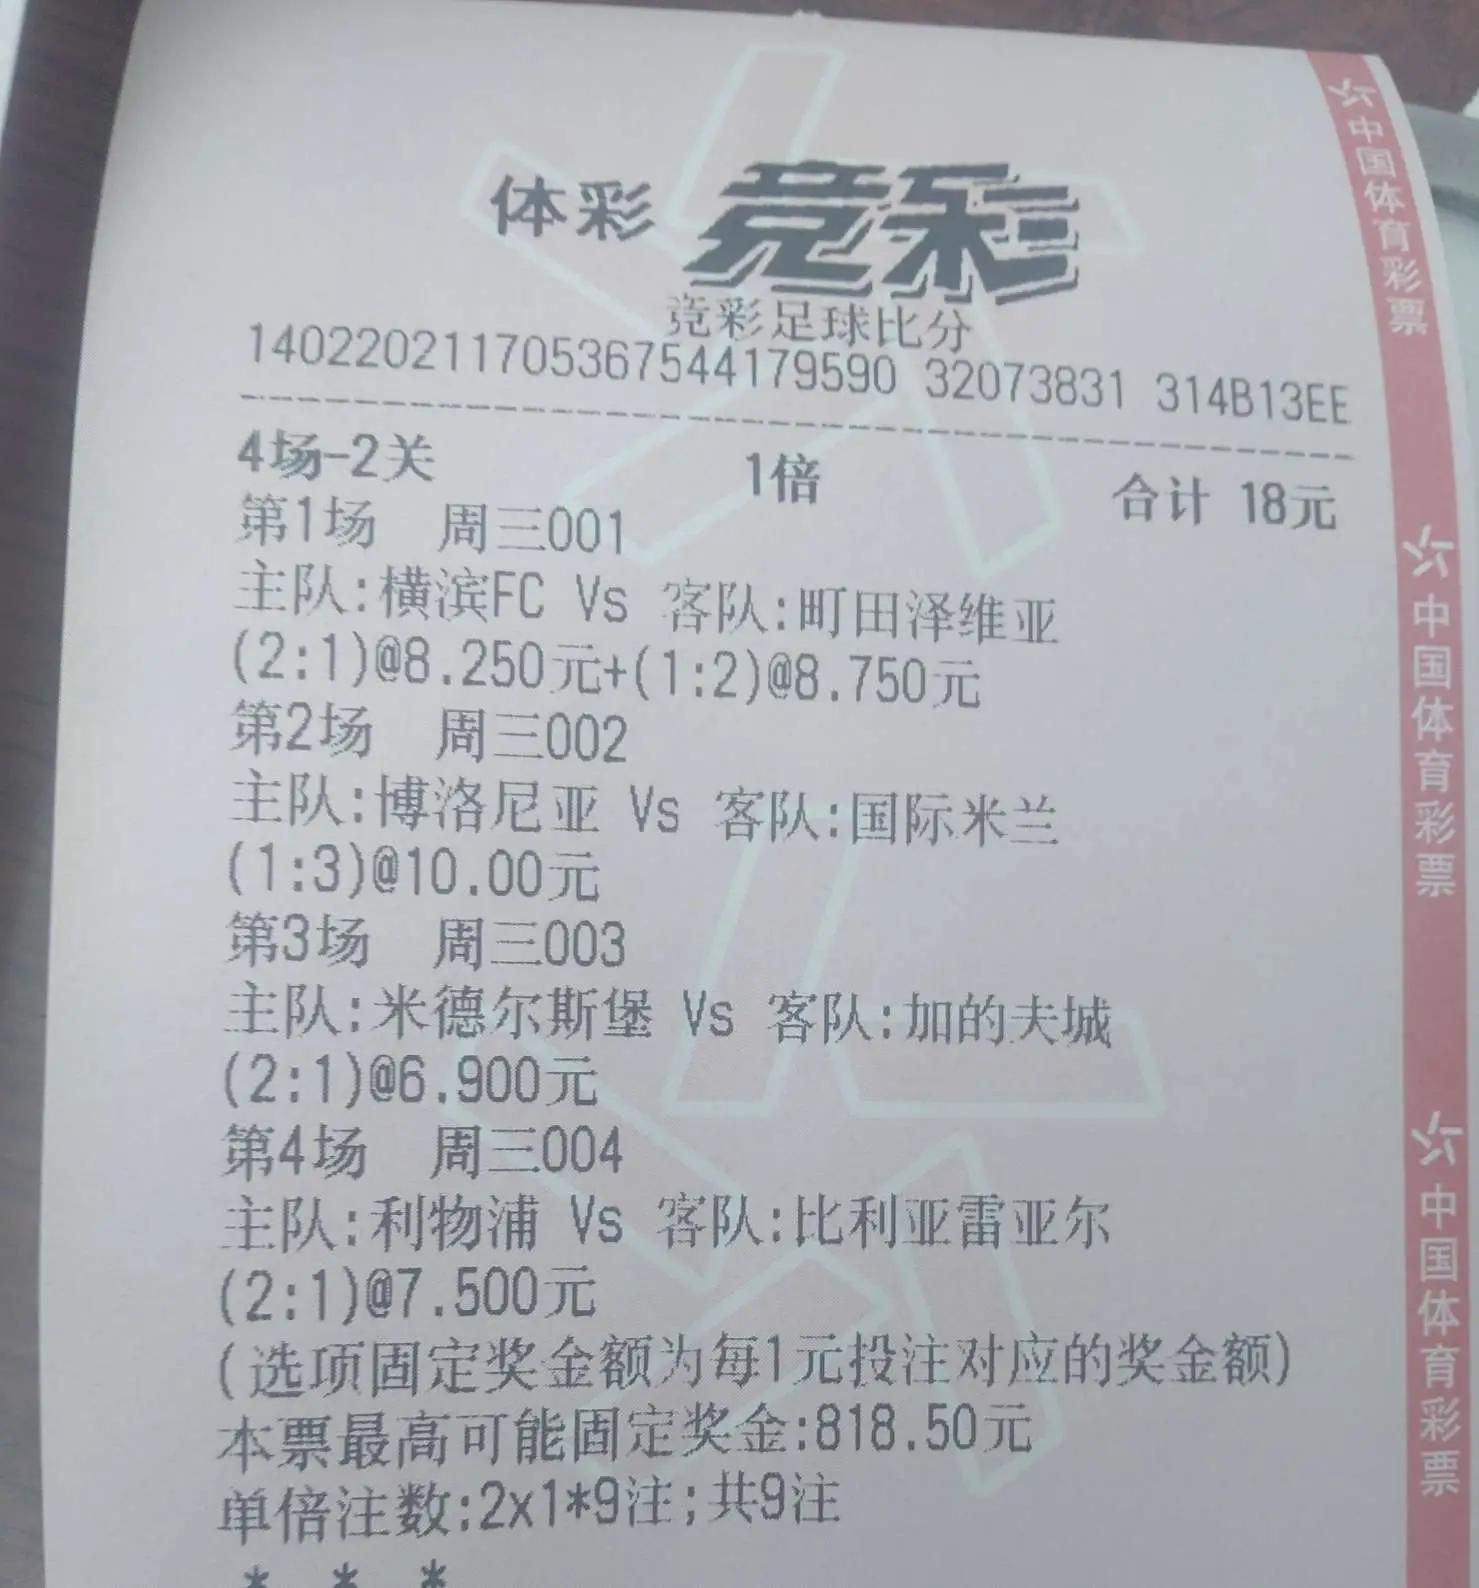 体彩 竞彩
竞彩足球比分
140220211705367544179590 32073831 314B13EE
4场-2关 1倍 合计 18元
第1场 周三001
主队:横滨FC Vs 客队:町田泽维亚
(2:1)@8.250元+(1:2)@8.750元
第2场 周三002
主队:博洛尼亚 Vs 客队:国际米兰
(1:3)@10.00元
第3场 周三003
主队:米德尔斯堡 Vs 客队:加的夫城
(2:1)@6.900元
第4场 周三004
主队:利物浦 Vs 客队:比利亚雷亚尔
(2:1)@7.500元
(选项固定奖金额为每1元投注对应的奖金额)
本票最高可能固定奖金:818.50元
单倍注数:2x1*9注;共9注
* * *
中国体育彩票
中国体育彩票
中国体育彩票